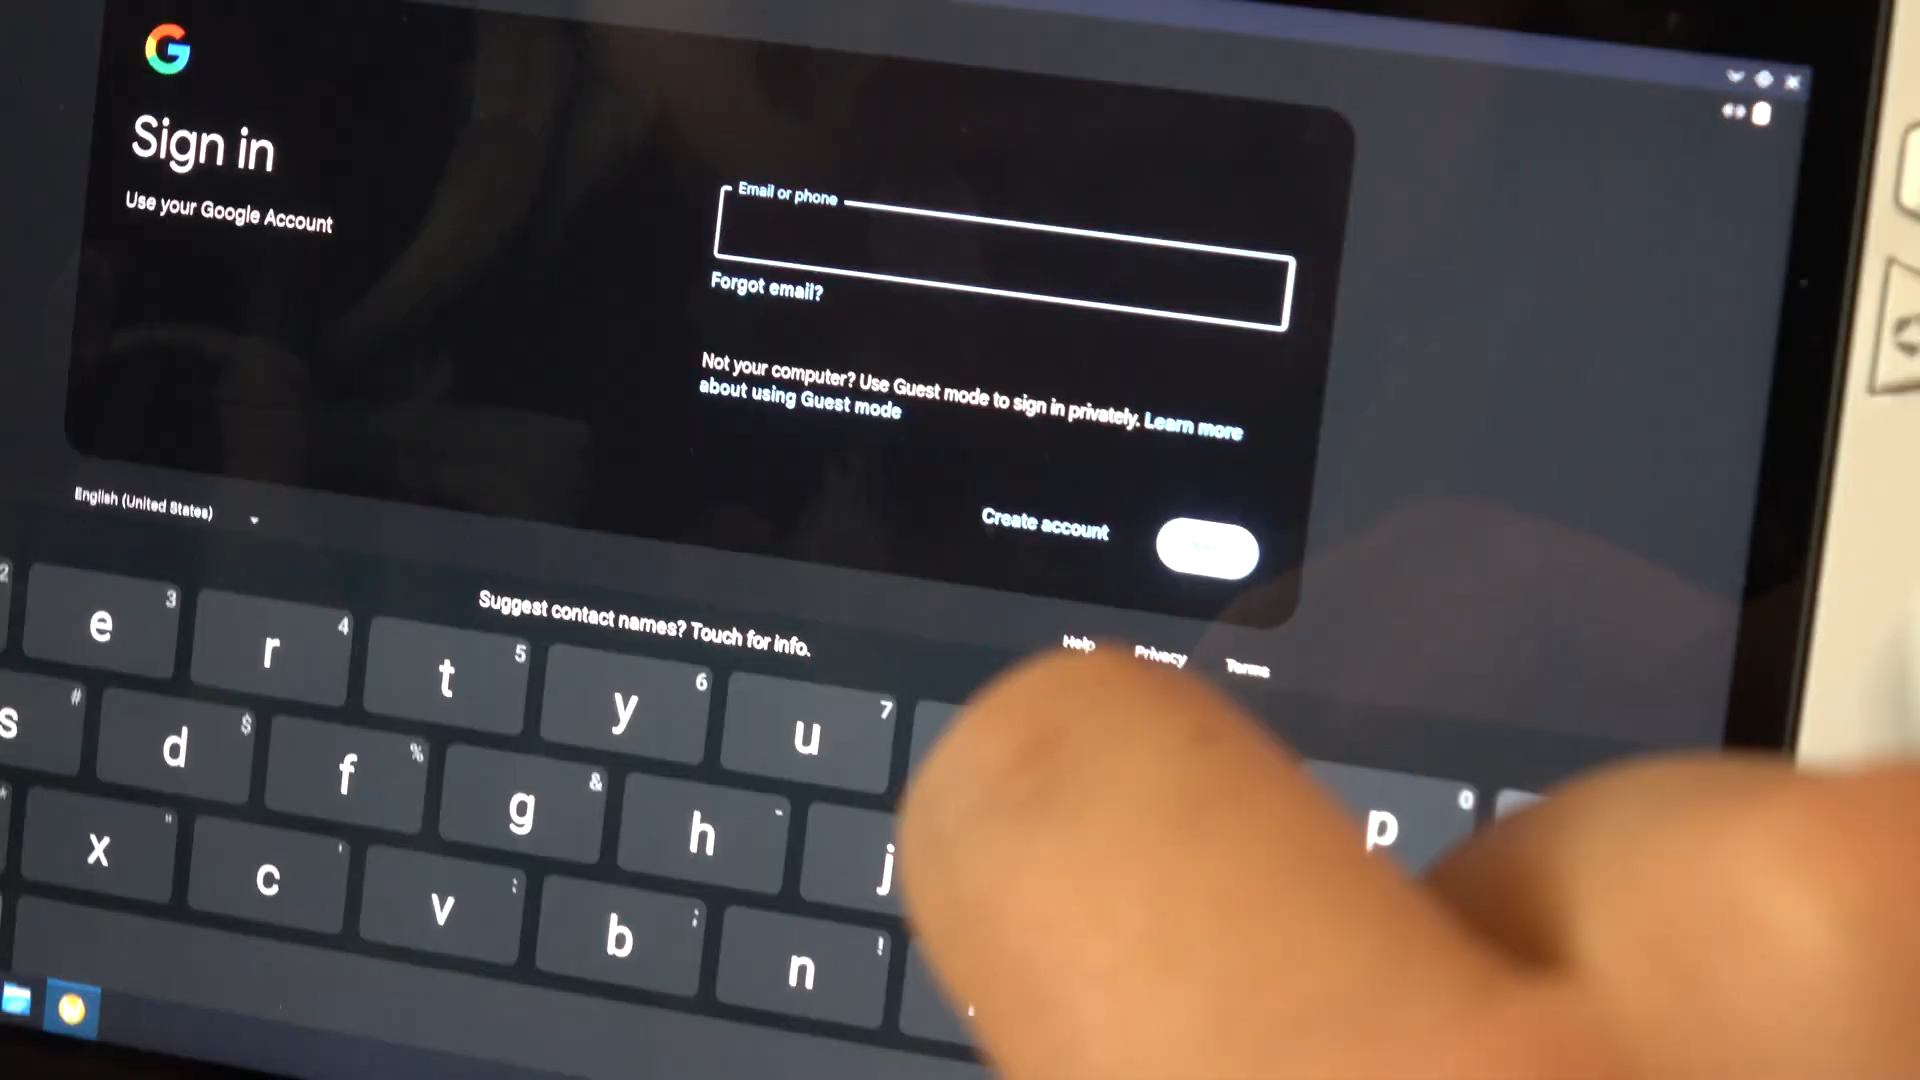 Sign in
Use your Google Account
Email or phone
Forgot email?
Not your computer? Use Guest mode to sign in privately. Learn more
about using Guest mode
Create account
English (United States)
Help Privacy Terms
Suggest contact names? Touch for info.
2 e 3 r 4 t 5 y 6 u 7 p 0
s # d $ f % g & h - j
x " c ' v : b ; n !